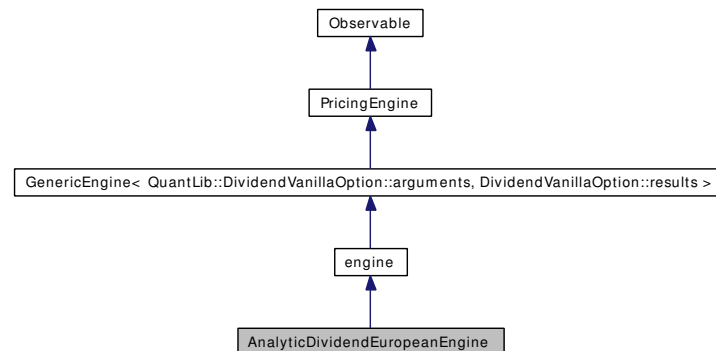 Observable
PricingEngine
GenericEngine< QuantLib::DividendVanillaOption::arguments, DividendVanillaOption::results >
engine
AnalyticDividendEuropeanEngine